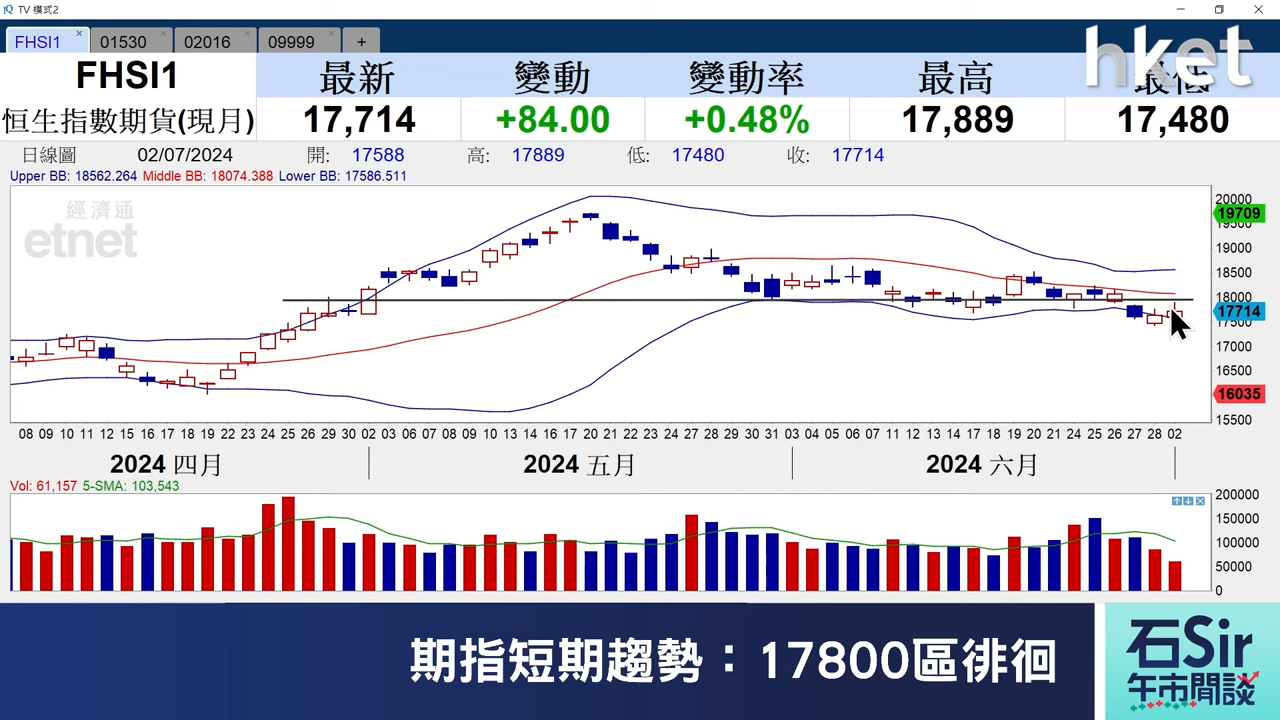 TV 模式2
FHSI1 × 01530 × 02016 × 09999 × +
hket
FHSI1 最新 變動 變動率 最高 最低
恒生指數期貨(現月) 17,714 +84.00 +0.48% 17,889 17,480
日線圖 02/07/2024 開: 17588 高: 17889 低: 17480 收: 17714
Upper BB: 18562.264 Middle BB: 18074.388 Lower BB: 17586.511
經濟通
etnet
20000
19709
19500
19000
18500
18000
17714
17500
17000
16500
16035
15500
08 09 10 11 12 15 16 17 18 19 22 23 24 25 26 29 30 02 03 06 07 08 09 10 13 14 16 17 20 21 22 23 24 27 28 29 30 31 03 04 05 06 07 11 12 13 14 17 18 19 20 21 24 25 26 27 28 02
2024 四月 2024 五月 2024 六月
Vol: 61,157 5-SMA: 103,543
200000
150000
100000
50000
0
期指短期趨勢：17800區徘徊
石Sir
午市閒談